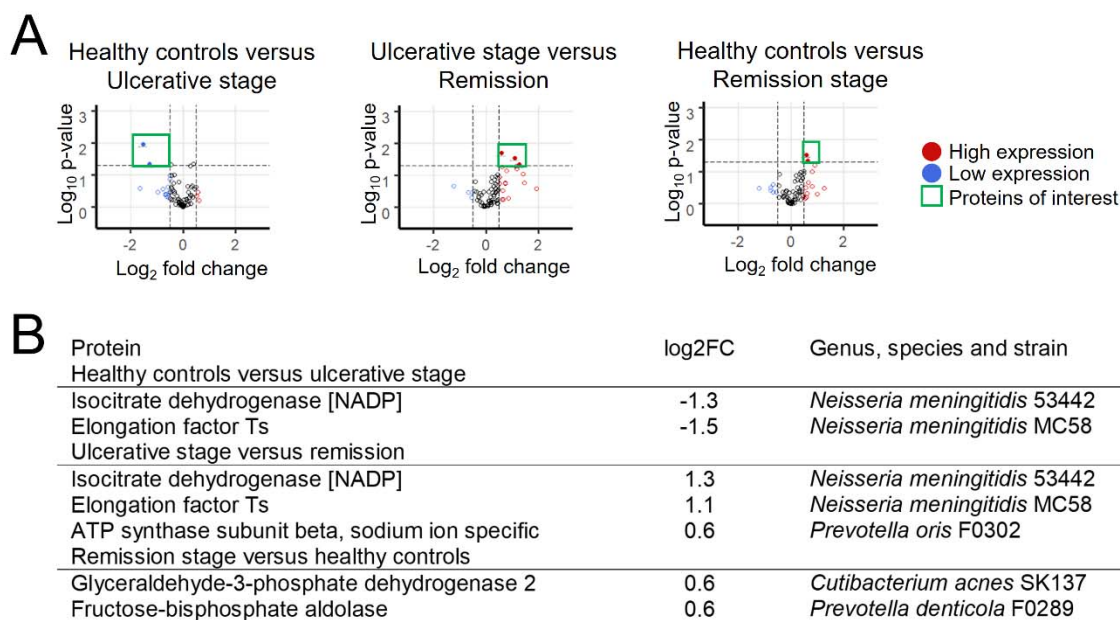 A
Healthy controls versus
Ulcerative stage
Log10 p-value
3
2
1
0
-2
0
2
Log2 fold change
Ulcerative stage versus
Remission
Log10 p-value
3
2
1
0
-2
0
2
Log2 fold change
Healthy controls versus
Remission stage
Log10 p-value
3
2
1
0
-2
0
2
Log2 fold change
High expression
Low expression
Proteins of interest
B
Protein log2FC Genus, species and strain
Healthy controls versus ulcerative stage
Isocitrate dehydrogenase [NADP] -1.3 Neisseria meningitidis 53442
Elongation factor Ts -1.5 Neisseria meningitidis MC58
Ulcerative stage versus remission
Isocitrate dehydrogenase [NADP] 1.3 Neisseria meningitidis 53442
Elongation factor Ts 1.1 Neisseria meningitidis MC58
ATP synthase subunit beta, sodium ion specific 0.6 Prevotella oris F0302
Remission stage versus healthy controls
Glyceraldehyde-3-phosphate dehydrogenase 2 0.6 Cutibacterium acnes SK137
Fructose-bisphosphate aldolase 0.6 Prevotella denticola F0289